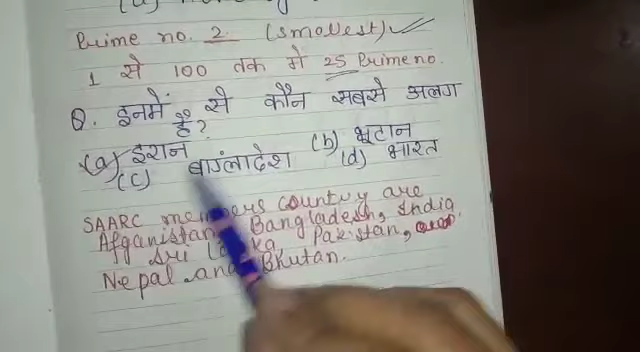 Prime no. 2 (smallest)
1 से 100 तक में 25 Prime no.
Q. इनमें से कौन सबसे अलग
है?
(a) इरान (b) भूटान
(c) बांग्लादेश (d) भारत
SAARC members country are
Afganistan, Bangladesh, India
Sri Lanka, Pakistan,
Nepal and Bhutan.